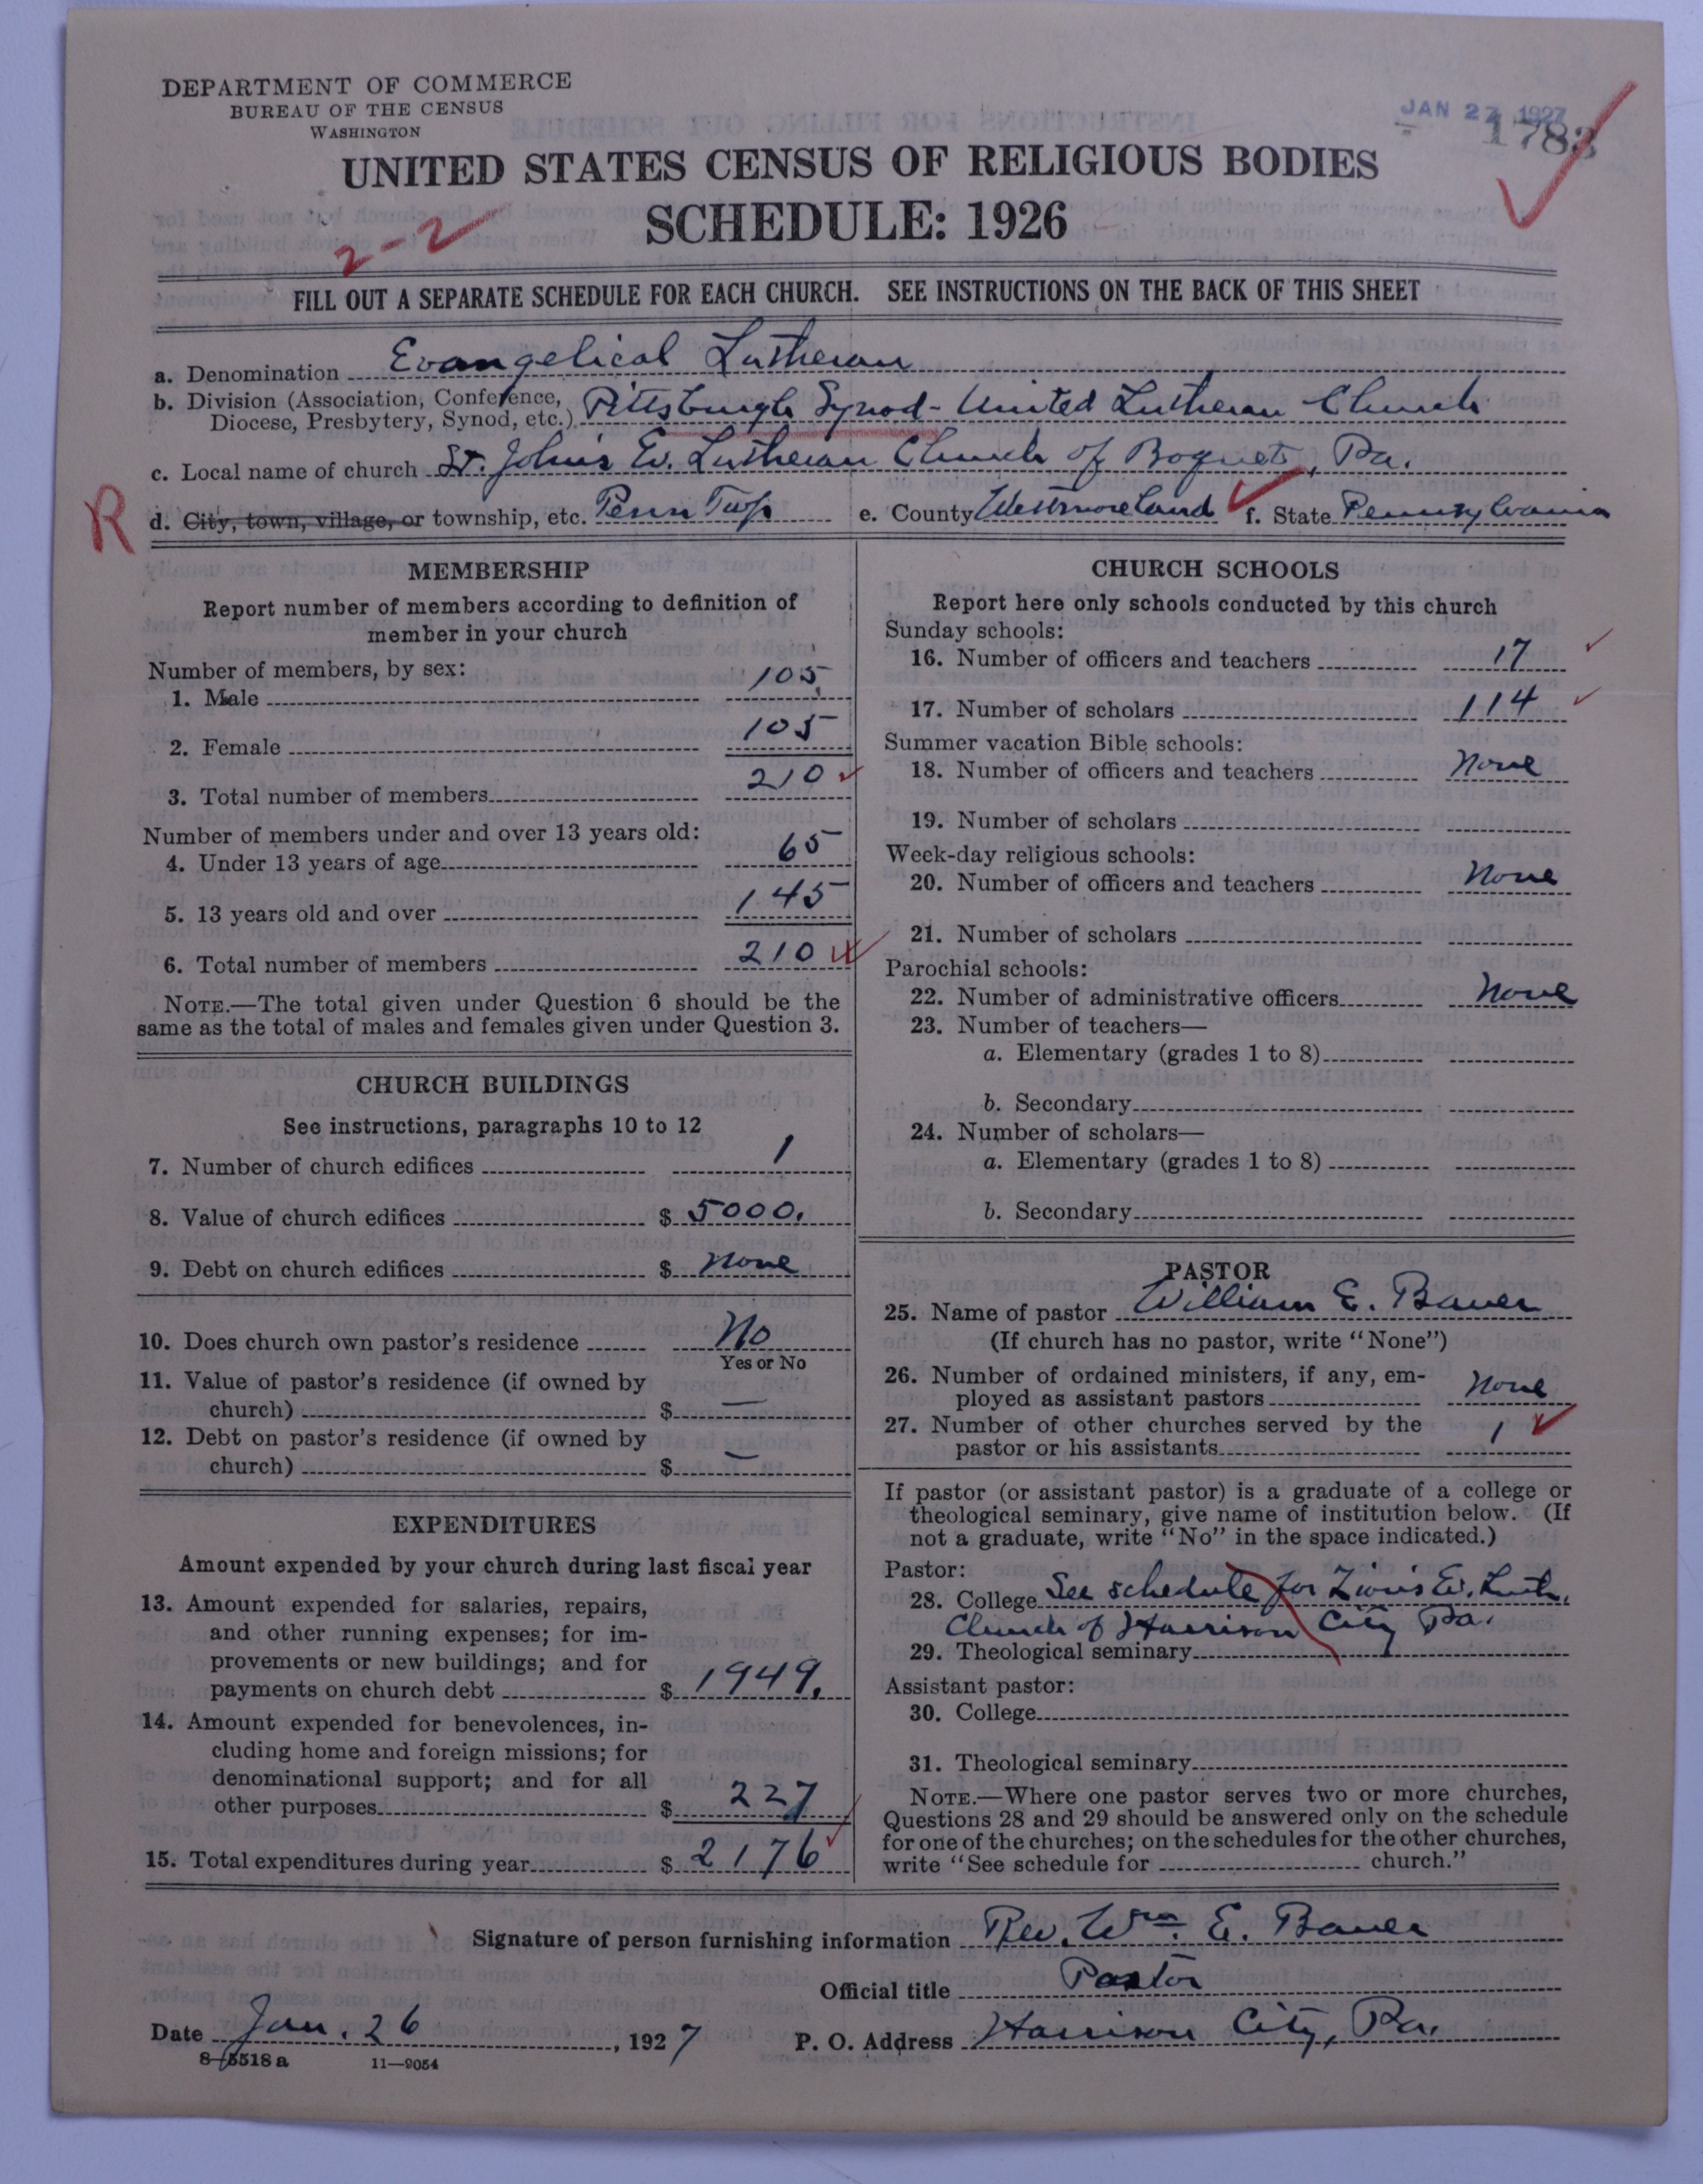 DEPARTMENT OF COMMERCE
BUREAU OF THE CENSUS
WASHINGTON
JAN 27 1927
1783
UNITED STATES CENSUS OF RELIGIOUS BODIES
SCHEDULE: 1926
2-2
FILL OUT A SEPARATE SCHEDULE FOR EACH CHURCH. SEE INSTRUCTIONS ON THE BACK OF THIS SHEET
a. Denomination Evangelical Lutheran
b. Division (Association, Conference, Diocese, Presbytery, Synod, etc.) Pittsburgh Synod - United Lutheran Church
c. Local name of church St. John's Ev. Lutheran Church of Boquet, Pa.
R
d. City, town, village, or township, etc. Penn Twp e. County Westmoreland f. State Pennsylvania
MEMBERSHIP
Report number of members according to definition of
member in your church
Number of members, by sex:
1. Male 105
2. Female 105
3. Total number of members 210
Number of members under and over 13 years old:
4. Under 13 years of age 65
5. 13 years old and over 145
6. Total number of members 210
NOTE.—The total given under Question 6 should be the
same as the total of males and females given under Question 3.
CHURCH BUILDINGS
See instructions, paragraphs 10 to 12
7. Number of church edifices 1
8. Value of church edifices $ 5000.
9. Debt on church edifices $ none
10. Does church own pastor's residence No
Yes or No
11. Value of pastor's residence (if owned by
church) $ —
12. Debt on pastor's residence (if owned by
church) $ —
EXPENDITURES
Amount expended by your church during last fiscal year
13. Amount expended for salaries, repairs,
and other running expenses; for im-
provements or new buildings; and for
payments on church debt $ 1949.
14. Amount expended for benevolences, in-
cluding home and foreign missions; for
denominational support; and for all
other purposes $ 227
15. Total expenditures during year $ 2176
CHURCH SCHOOLS
Report here only schools conducted by this church
Sunday schools:
16. Number of officers and teachers 17
17. Number of scholars 114
Summer vacation Bible schools:
18. Number of officers and teachers None
19. Number of scholars
Week-day religious schools:
20. Number of officers and teachers None
21. Number of scholars
Parochial schools:
22. Number of administrative officers None
23. Number of teachers—
a. Elementary (grades 1 to 8)
b. Secondary
24. Number of scholars—
a. Elementary (grades 1 to 8)
b. Secondary
PASTOR
25. Name of pastor William E. Bauer
(If church has no pastor, write "None")
26. Number of ordained ministers, if any, em-
ployed as assistant pastors none
27. Number of other churches served by the
pastor or his assistants 1
If pastor (or assistant pastor) is a graduate of a college or
theological seminary, give name of institution below. (If
not a graduate, write "No" in the space indicated.)
Pastor:
28. College See schedule for Zion's Ev. Luth.
Church of Harrison City Pa.
29. Theological seminary
Assistant pastor:
30. College
31. Theological seminary
NOTE.—Where one pastor serves two or more churches,
Questions 28 and 29 should be answered only on the schedule
for one of the churches; on the schedules for the other churches,
write "See schedule for church."
Signature of person furnishing information Rev. Wm. E. Bauer
Official title Pastor
Date Jan. 26, 1927 P. O. Address Harrison City, Pa.
8-5518 a 11-9054